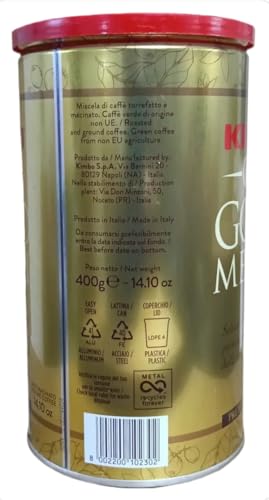 Miscela di caffè torrefatto e
macinato. Caffè verde di origine
non UE. / Roasted
and ground coffee. Green coffee
from non EU agriculture
Prodotto da / Manufactured by:
Kimbo S.p.A. Via
80129 Napoli (NA) - Italia.
Nello stabilimento di / Production
plant: Via Don Minzoni, 50,
Noceto (PR) - Italia.
Prodotto in Italia / Made in Italy
Da consumarsi preferibilmente
entro la data indicata sul fondo. /
Best before date on bottom.
Peso netto / Net weight
400g℮ - 14.10 oz
EASY
OPEN
LATTINA /
CAN
COPERCHIO /
LID
41
ALU
40
FE
LDPE 4
ALLUMINIO /
ALUMINIUM
ACCIAIO /
STEEL
PLASTICA /
PLASTIC
METAL
recycles
forever
8 002200 102302
14.10 oz
K
GO
ME